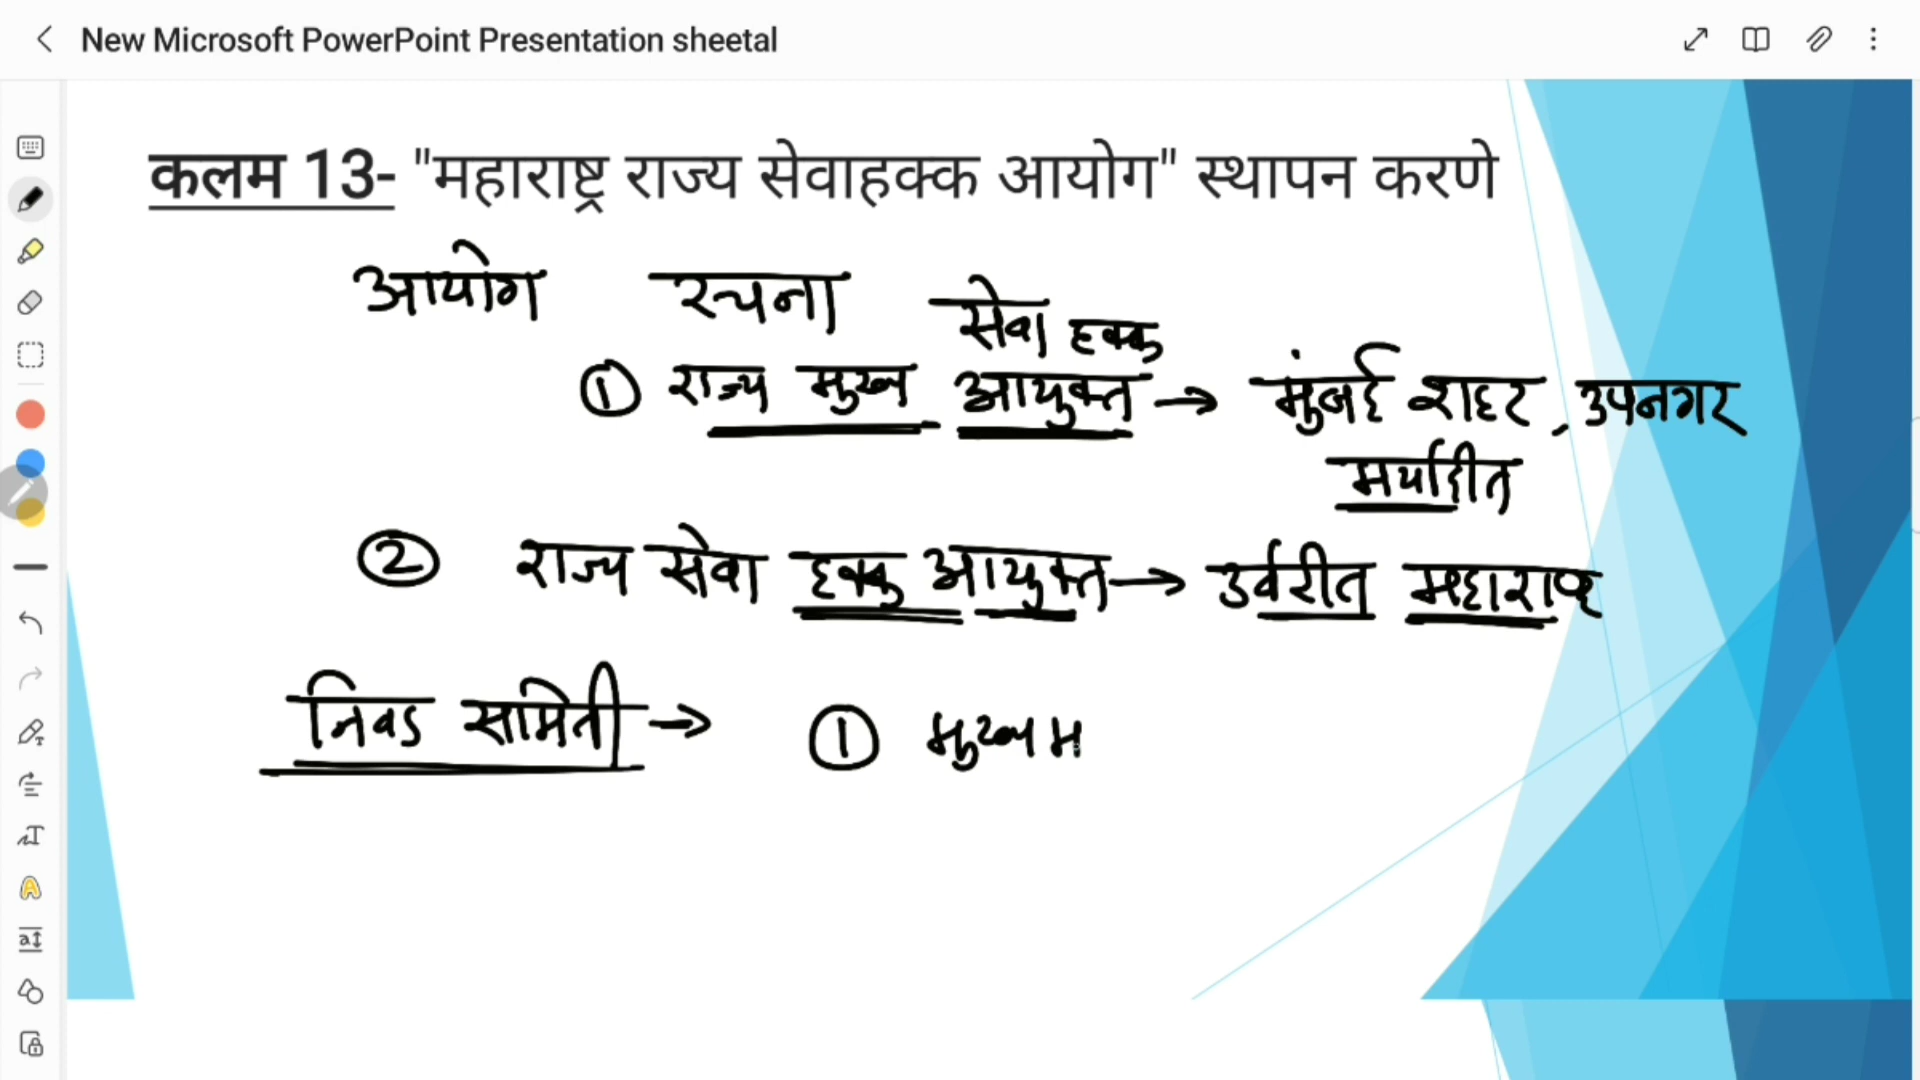 New Microsoft PowerPoint Presentation sheetal
कलम 13- "महाराष्ट्र राज्य सेवाहक्क आयोग" स्थापन करणे
आयोग रचना
सेवा हक्क
① राज्य मुख्य आयुक्त → मुंबई शहर, उपनगर
मर्यादीत
② राज्य सेवा हक्क आयुक्त → उर्वरीत महाराष्ट्र
निवड समिती → ① मुख्य म